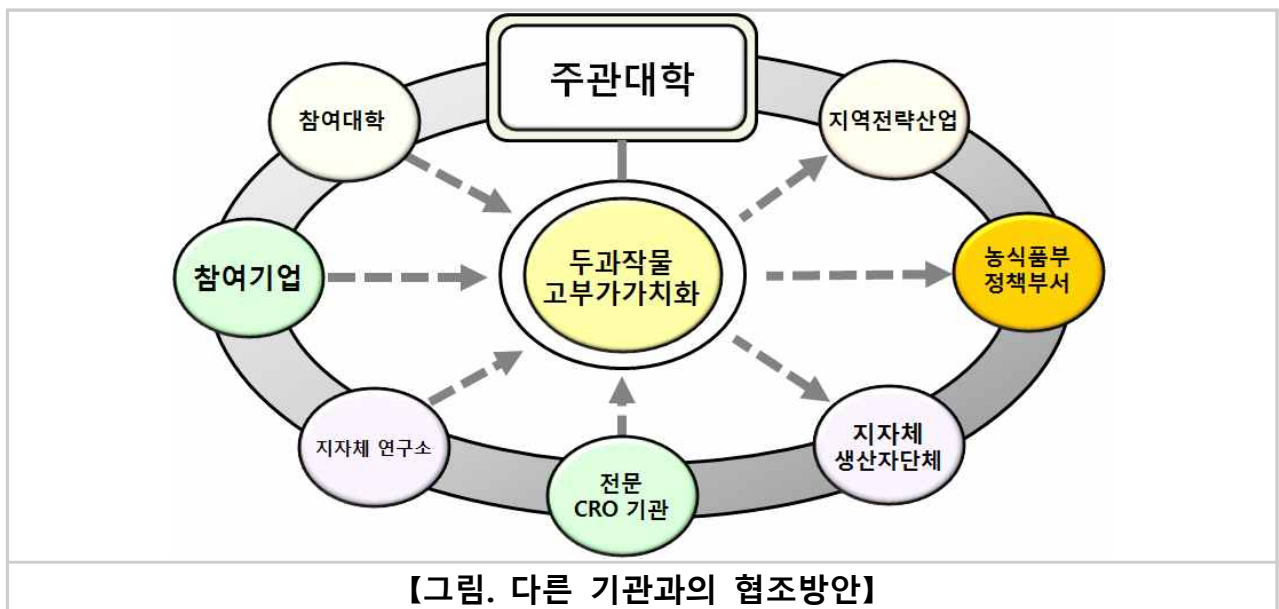 주관대학
참여대학
지역전략산업
참여기업
두과작물
고부가가치화
농식품부
정책부서
지자체 연구소
전문
CRO 기관
지자체
생산자단체
【그림. 다른 기관과의 협조방안】